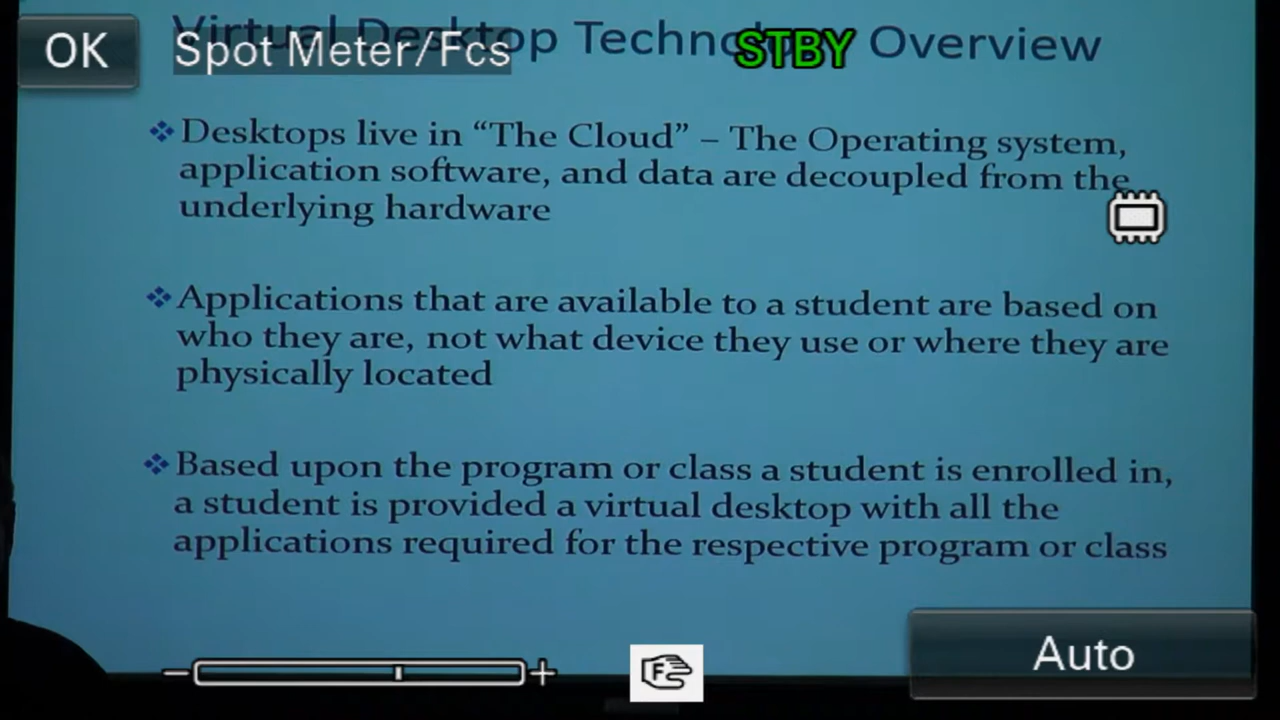 Virtual Desktop Technology Overview
OK
Spot Meter/Fcs
STBY
❖Desktops live in “The Cloud” – The Operating system,
application software, and data are decoupled from the
underlying hardware
❖Applications that are available to a student are based on
who they are, not what device they use or where they are
physically located
❖Based upon the program or class a student is enrolled in,
a student is provided a virtual desktop with all the
applications required for the respective program or class
F
Auto